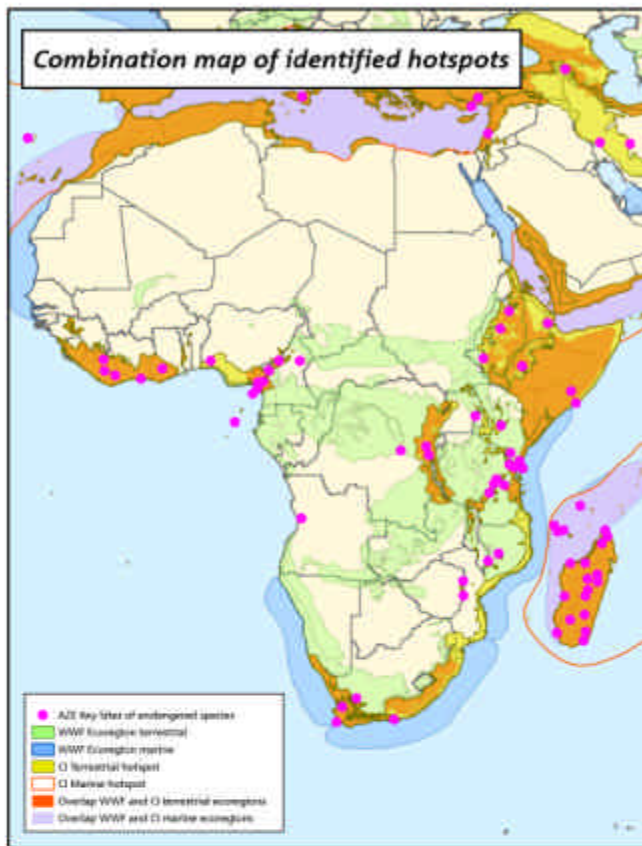 Combination map of identified hotspots
AZE Key Sites of endangered species
WWF Ecoregion terrestrial
WWF Ecoregion marine
CI Terrestrial hotspot
CI Marine hotspot
Overlap WWF and CI terrestrial ecoregions
Overlap WWF and CI marine ecoregions